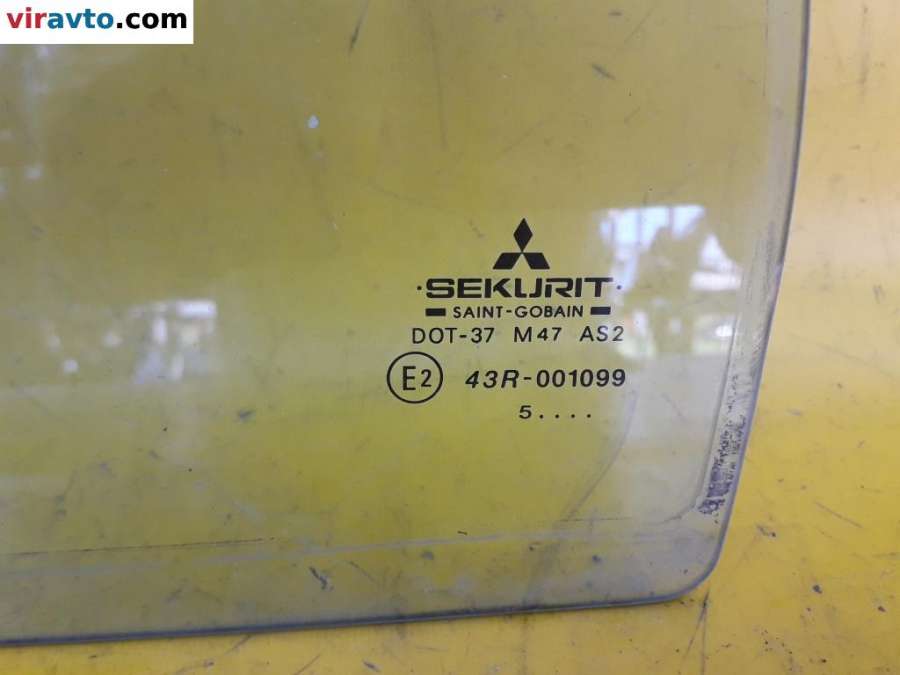 viravto.com
·SEKURIT·
SAINT-GOBAIN
DOT-37 M47 AS2
E2 43R-001099
5....